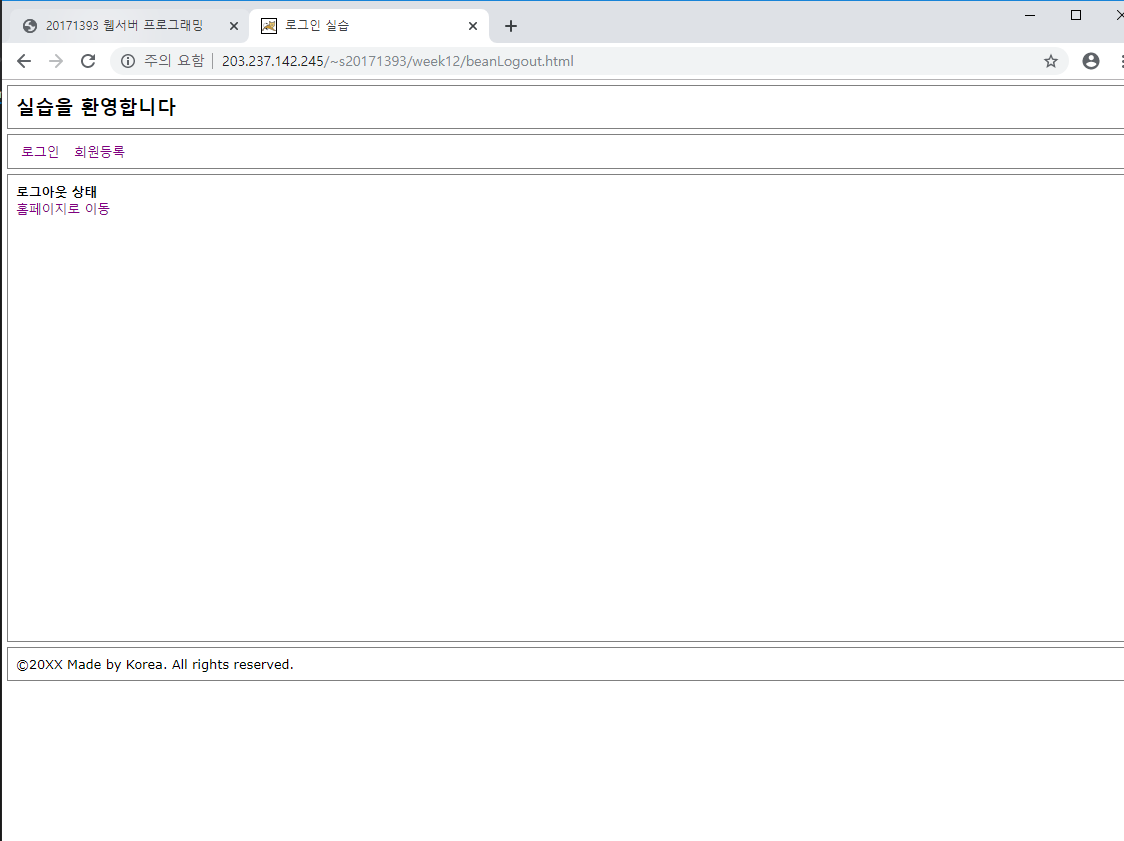 20171393 웹서버 프로그래밍
로그인 실습
주의 요함 | 203.237.142.245/~s20171393/week12/beanLogout.html
실습을 환영합니다
로그인 회원등록
로그아웃 상태
홈페이지로 이동
©20XX Made by Korea. All rights reserved.